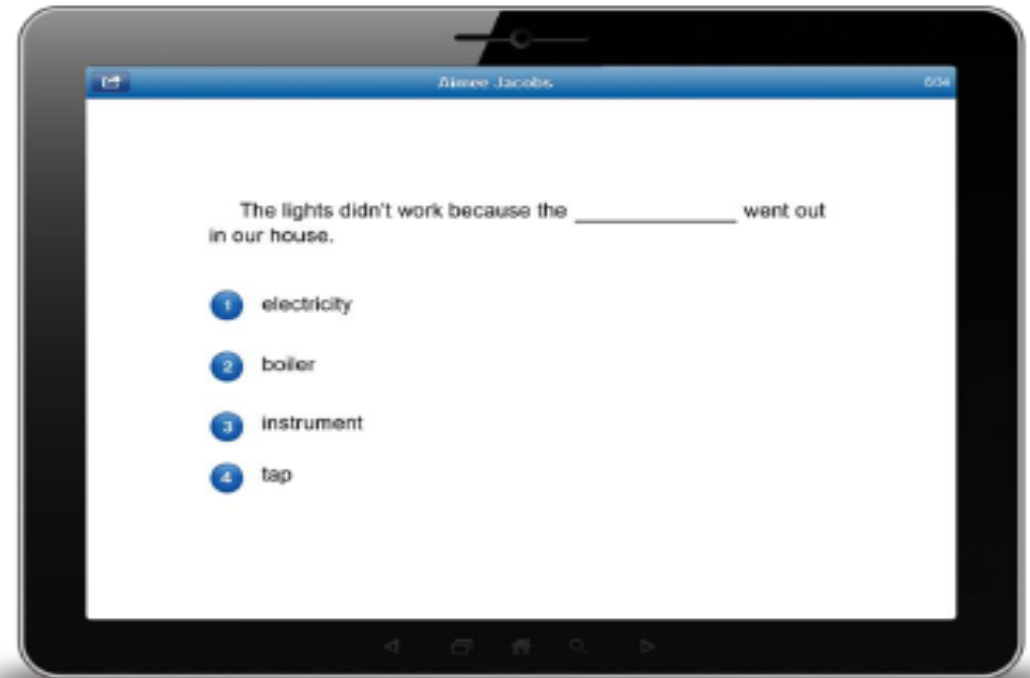 Aimee Jacobs
The lights didn't work because the ______________ went out
in our house.
1 electricity
2 boiler
3 instrument
4 tap